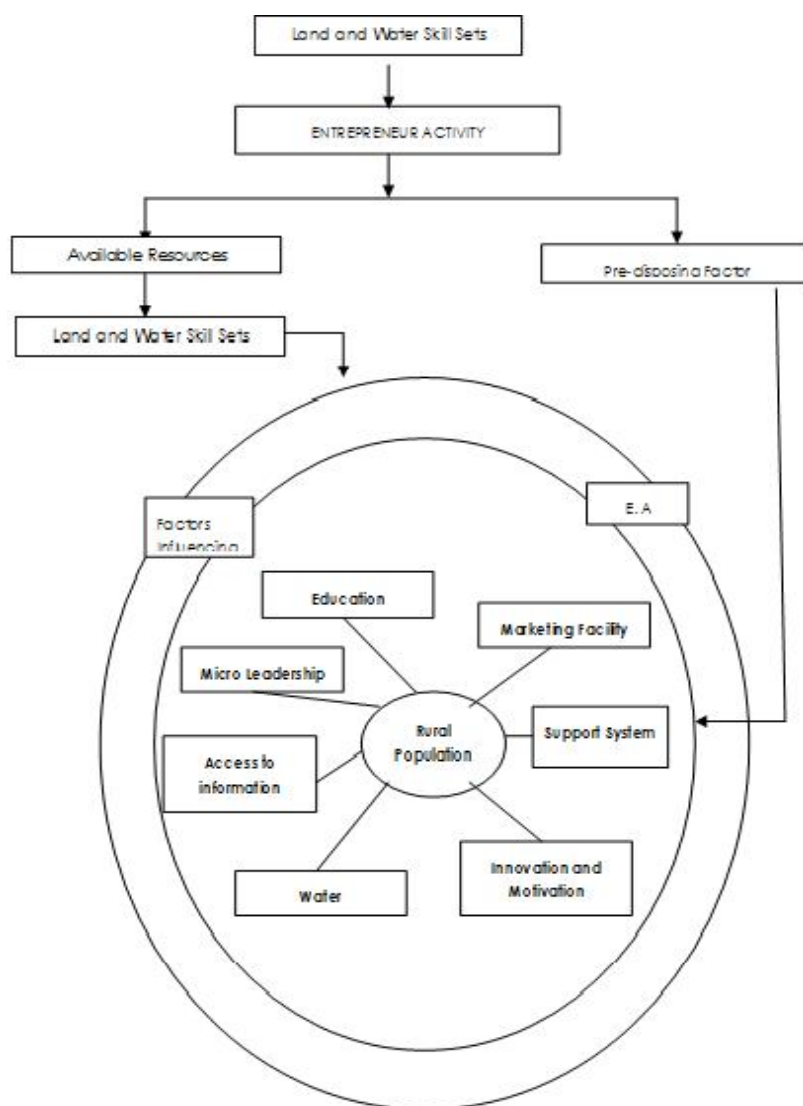 Land and Water Skill Sets
ENTREPRENEUR ACTIVITY
Available Resources
Pre-disposing Factor
Land and Water Skill Sets
Factors
Influencing
E. A
Education
Marketing Facility
Micro Leadership
Rural
Population
Support System
Access to
information
Water
Innovation and
Motivation